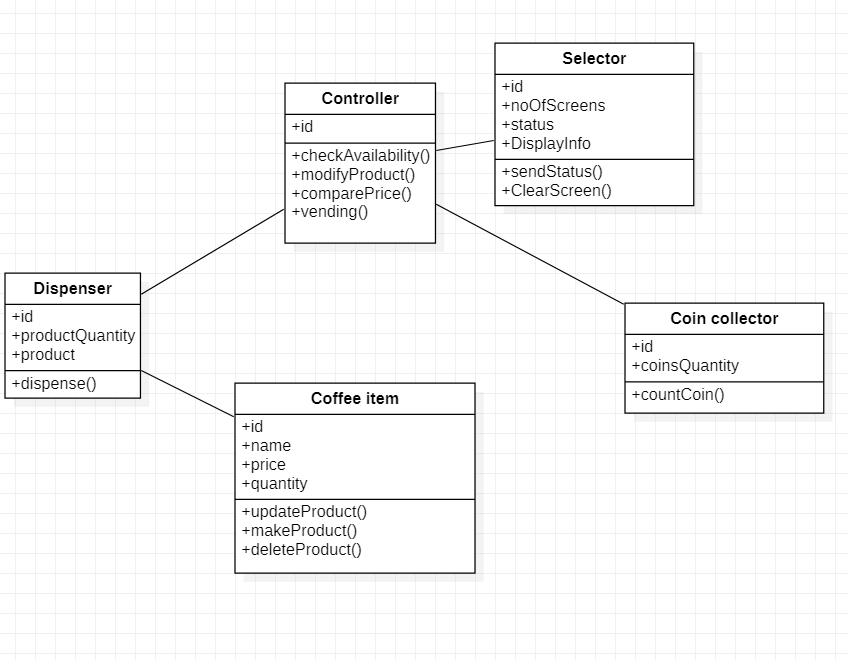 Selector
+id
+noOfScreens
+status
+DisplayInfo
+sendStatus()
+ClearScreen()
Controller
+id
+checkAvailability()
+modifyProduct()
+comparePrice()
+vending()
Dispenser
+id
+productQuantity
+product
+dispense()
Coin collector
+id
+coinsQuantity
+countCoin()
Coffee item
+id
+name
+price
+quantity
+updateProduct()
+makeProduct()
+deleteProduct()